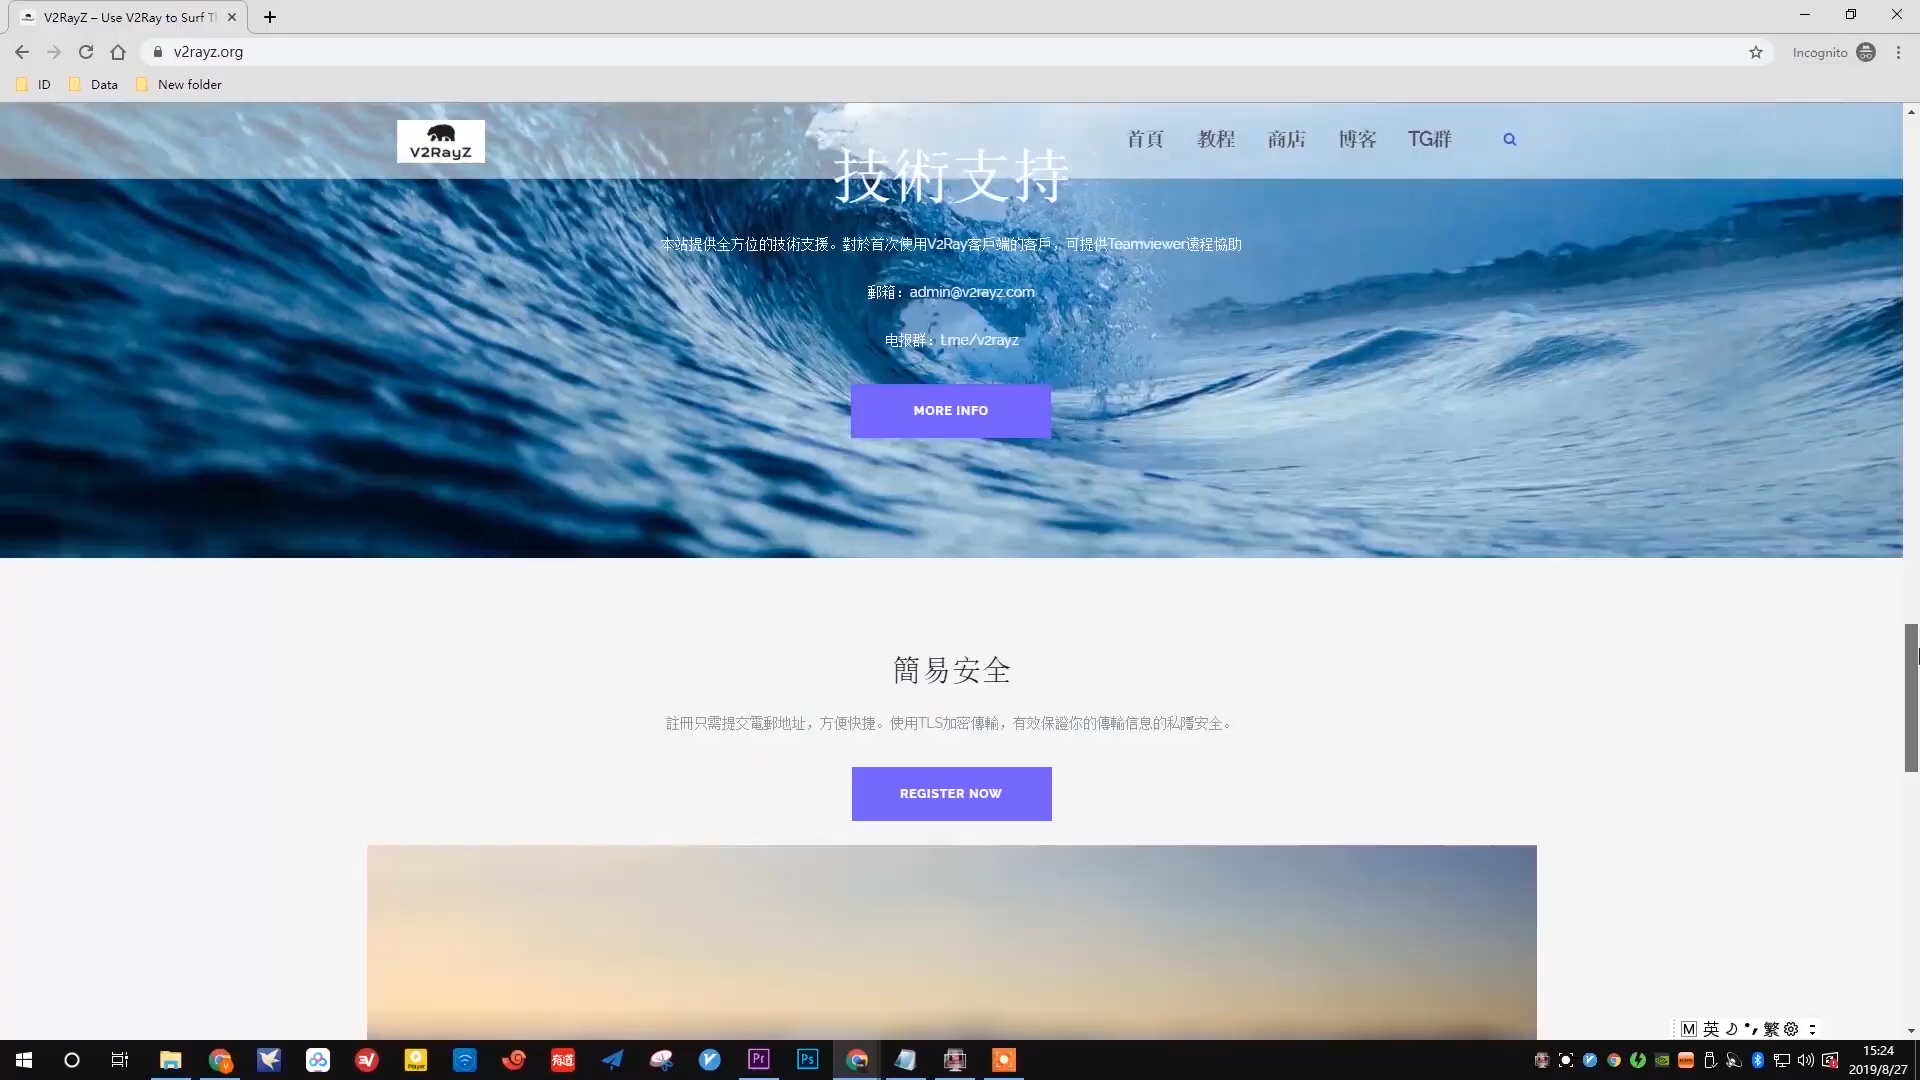 V2RayZ – Use V2Ray to Surf T
v2rayz.org
Incognito
ID Data New folder
V2RayZ
首頁 教程 商店 博客 TG群
技術支持
本站提供全方位的技術支援。對於首次使用V2Ray客戶端的客戶，可提供Teamviewer遠程協助
郵箱：admin@v2rayz.com
电报群：t.me/v2rayz
MORE INFO
簡易安全
註冊只需提交電郵地址，方便快捷。使用TLS加密傳輸，有效保證你的傳輸信息的私隱安全。
REGISTER NOW
M 英 繁
Player
有道
Pr
Ps
15:24
2019/8/27